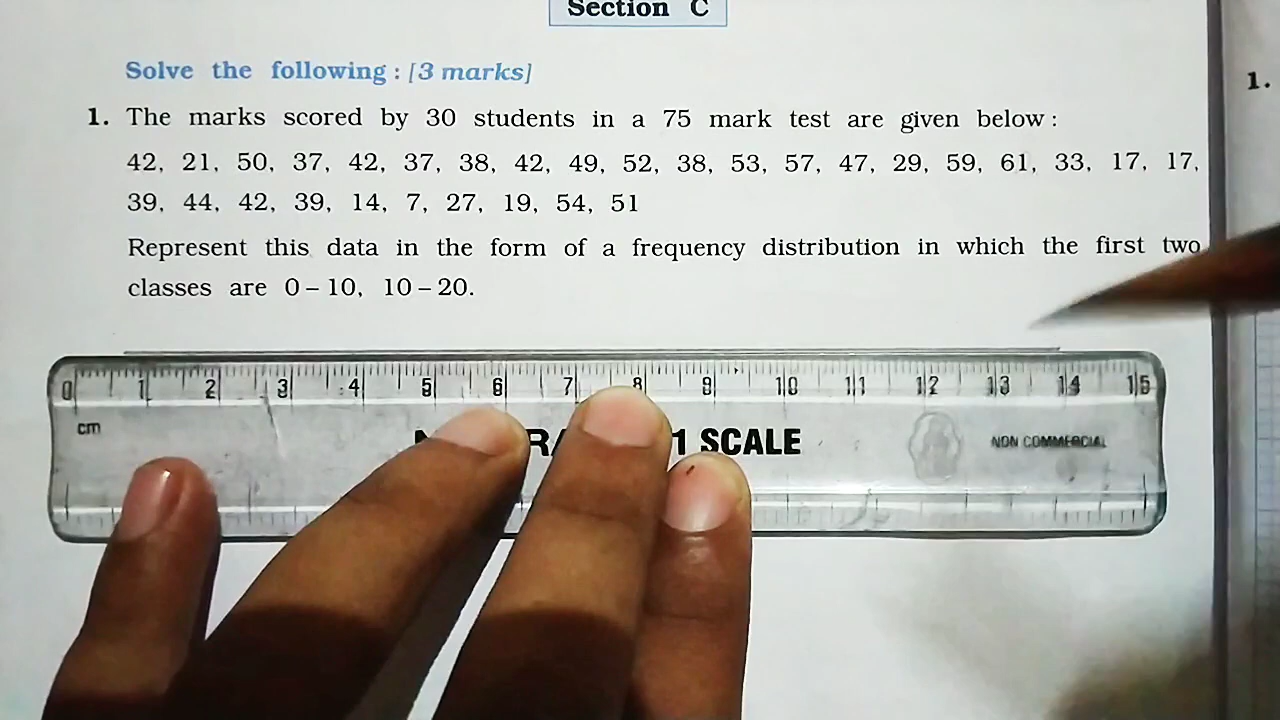 Section C
Solve the following : [3 marks]
1. The marks scored by 30 students in a 75 mark test are given below :
42, 21, 50, 37, 42, 37, 38, 42, 49, 52, 38, 53, 57, 47, 29, 59, 61, 33, 17, 17,
39, 44, 42, 39, 14, 7, 27, 19, 54, 51
Represent this data in the form of a frequency distribution in which the first two
classes are 0 – 10, 10 – 20.
1.
0 1 2 3 4 5 6 7 8 9 10 11 12 13 14 15
cm
1 SCALE
NON COMMERCIAL